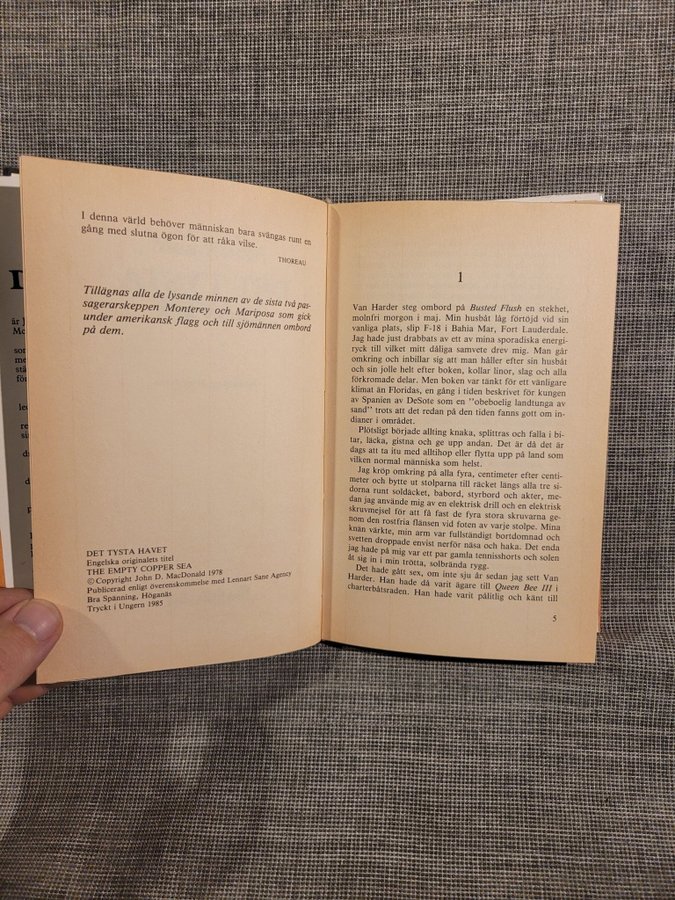 I denna värld behöver människan bara svängas runt en
gång med slutna ögon för att råka vilse.
THOREAU
Tillägnas alla de lysande minnen av de sista två pas-
sagerarskeppen Monterey och Mariposa som gick
under amerikansk flagg och till sjömännen ombord
på dem.
DET TYSTA HAVET
Engelska originalets titel
THE EMPTY COPPER SEA
© Copyright John D. MacDonald 1978
Publicerad enligt överenskommelse med Lennart Sane Agency
Bra Spänning, Höganäs
Tryckt i Ungern 1985
1
Van Harder steg ombord på Busted Flush en stekhet,
molnfri morgon i maj. Min husbåt låg förtöjd vid sin
vanliga plats, slip F-18 i Bahia Mar, Fort Lauderdale.
Jag hade just drabbats av ett av mina sporadiska energi-
ryck till vilket mitt dåliga samvete drev mig. Man går
omkring och inbillar sig att man håller efter sin husbåt
och sin jolle helt efter boken, kollar linor, slag och alla
förkromade delar. Men boken var tänkt för ett vänligare
klimat än Floridas, en gång i tiden beskrivet för kungen
av Spanien av DeSote som en "obeboelig landtunga av
sand" trots att det redan på den tiden fanns gott om in-
dianer i området.
Plötsligt började allting knaka, splittras och falla i bi-
tar, läcka, gistna och ge upp andan. Det är då det är
dags att ta itu med alltihop eller flytta upp på land som
vilken normal människa som helst.
Jag kröp omkring på alla fyra, centimeter efter centi-
meter och bytte ut stolparna till räcket längs alla tre si-
dorna runt soldäcket, babord, styrbord och akter, me-
dan jag använde mig av en elektrisk drill och en elektrisk
skruvmejsel för att få fast de fyra stora skruvarna ge-
nom den rostfria flänsen vid foten av varje stolpe. Mina
knän värkte, min arm var fullständigt bortdomnad och
svetten droppade envist nerför näsa och haka. Det enda
jag hade på mig var ett par gamla tennisshorts och solen
åt sig in i min trötta, solbrända rygg.
Det hade gått sex, om inte sju år sedan jag sett Van
Harder. Han hade då varit ägare till Queen Bee III i
charterbåtsraden. Han hade varit pålitlig och känt till
5